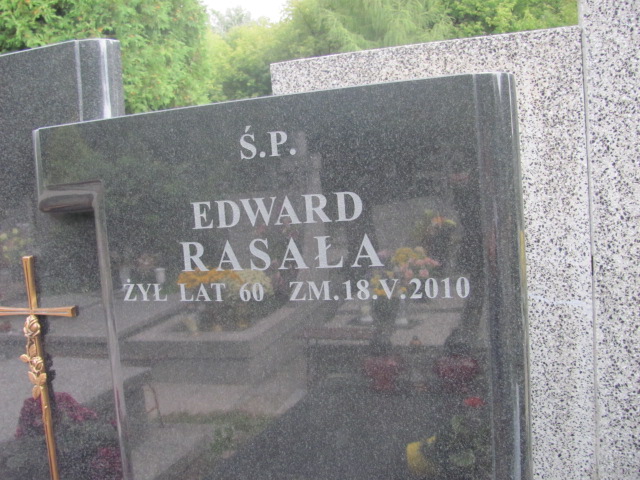 Ś.P.
EDWARD
RASAŁA
ŻYŁ LAT 60 ZM.18.V.2010